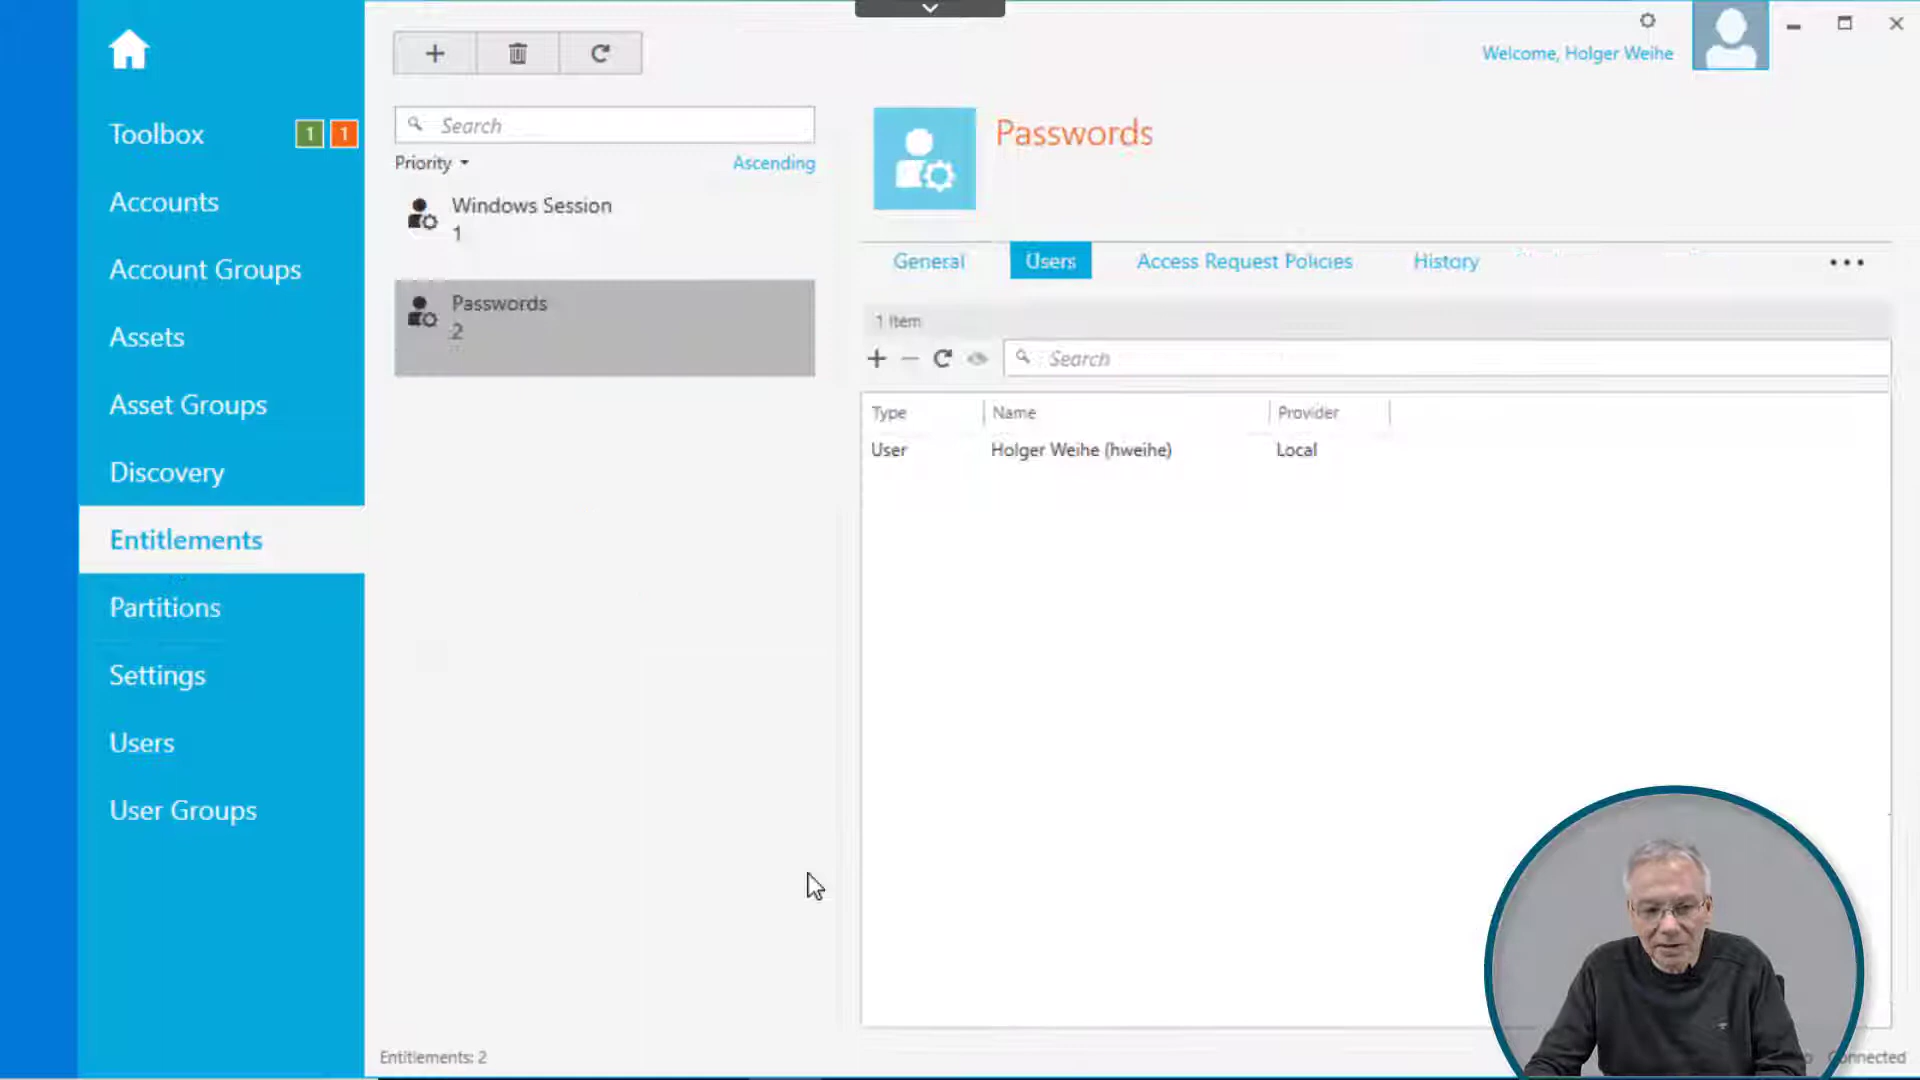 Welcome, Holger Weihe
Toolbox 1 1
Accounts
Account Groups
Assets
Asset Groups
Discovery
Entitlements
Partitions
Settings
Users
User Groups
Search
Priority Ascending
Windows Session
1
Passwords
2
Entitlements: 2
Passwords
General Users Access Request Policies History
1 Item
Search
Type Name Provider
User Holger Weihe (hweihe) Local
Connected